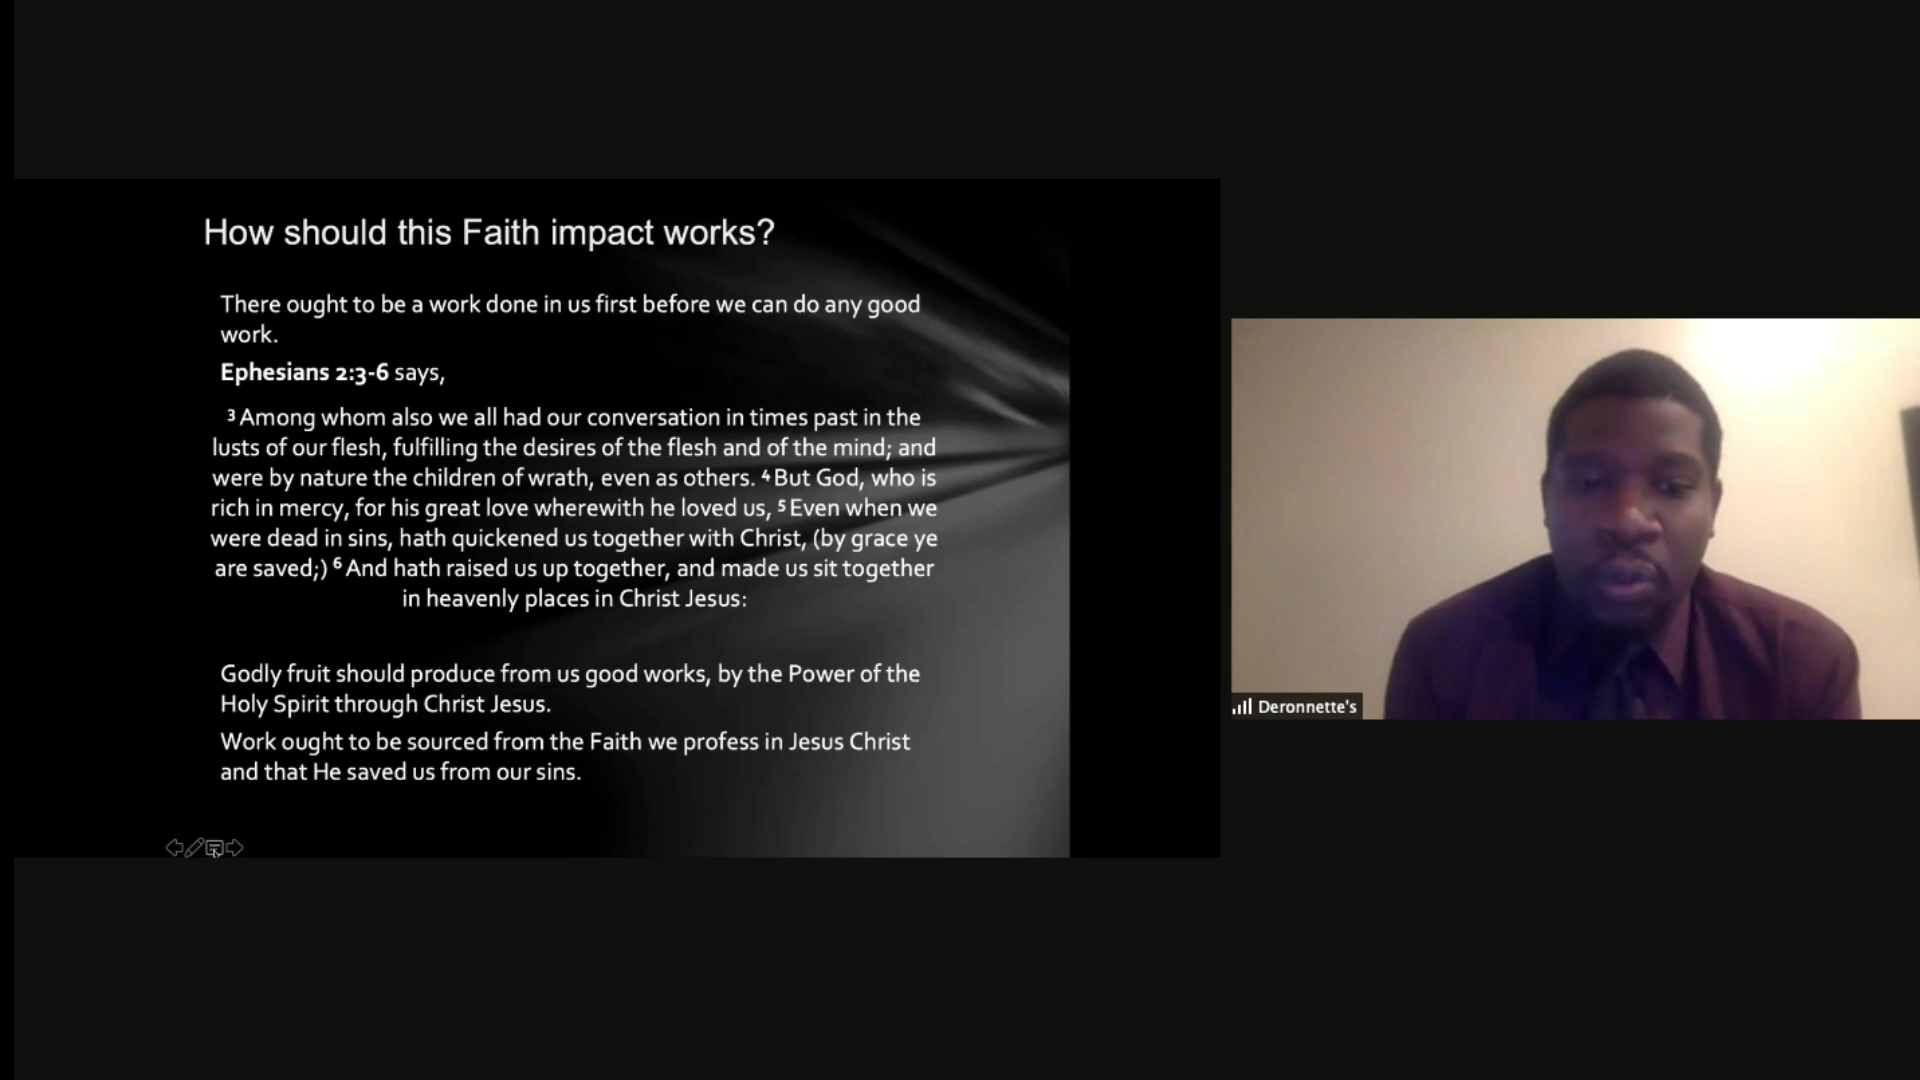 How should this Faith impact works?
There ought to be a work done in us first before we can do any good
work.
Ephesians 2:3-6 says,
3 Among whom also we all had our conversation in times past in the
lusts of our flesh, fulfilling the desires of the flesh and of the mind; and
were by nature the children of wrath, even as others. 4 But God, who is
rich in mercy, for his great love wherewith he loved us, 5 Even when we
were dead in sins, hath quickened us together with Christ, (by grace ye
are saved;) 6 And hath raised us up together, and made us sit together
in heavenly places in Christ Jesus:
Godly fruit should produce from us good works, by the Power of the
Holy Spirit through Christ Jesus.
Work ought to be sourced from the Faith we profess in Jesus Christ
and that He saved us from our sins.
Deronnette's